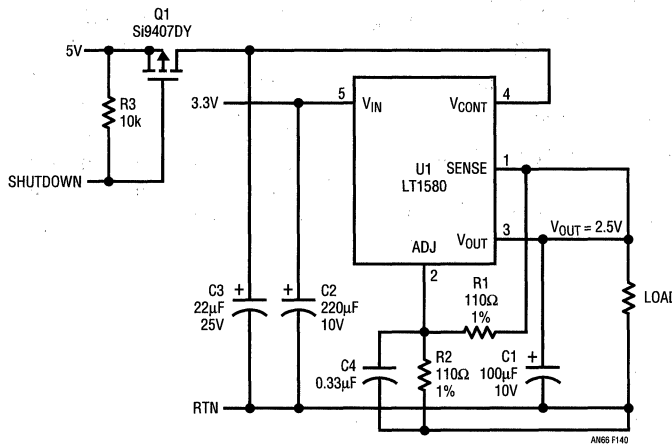 Q1
Si9407DY
5V
R3
10k
SHUTDOWN
3.3V
5
VIN
VCONT
4
U1
LT1580
SENSE
1
VOUT
3
VOUT = 2.5V
ADJ
2
R1
110Ω
1%
LOAD
C3
22µF
25V
+
C2
220µF
10V
+
C4
0.33µF
R2
110Ω
1%
C1
100µF
10V
+
RTN
AN66 F140